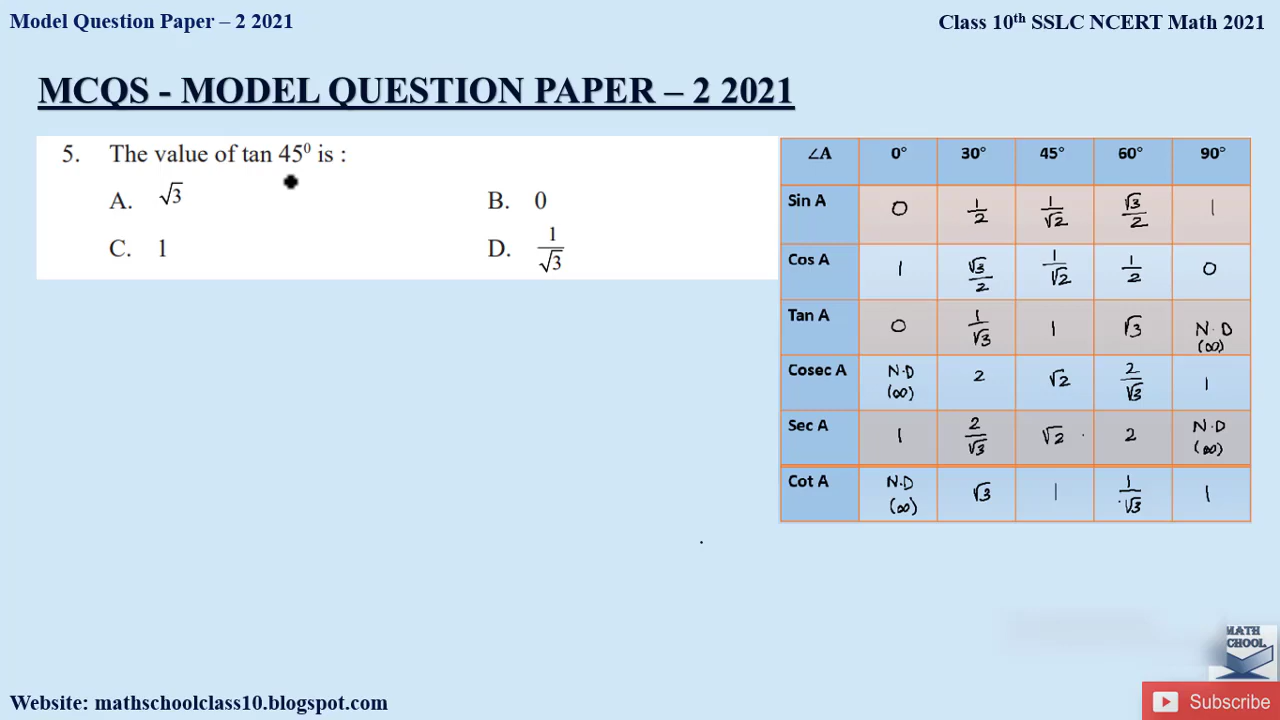 Model Question Paper – 2 2021
Class 10th SSLC NCERT Math 2021
MCQS - MODEL QUESTION PAPER – 2 2021
5. The value of tan 45⁰ is :
A. √3 B. 0
C. 1 D. 1/√3
∠A 0° 30° 45° 60° 90°
Sin A 0 1/2 1/√2 √3/2 1
Cos A 1 √3/2 1/√2 1/2 0
Tan A 0 1/√3 1 √3 N.D (∞)
Cosec A N.D (∞) 2 √2 2/√3 1
Sec A 1 2/√3 √2 2 N.D (∞)
Cot A N.D (∞) √3 1 1/√3 1
MATH
CHOOL
Website: mathschoolclass10.blogspot.com
Subscribe